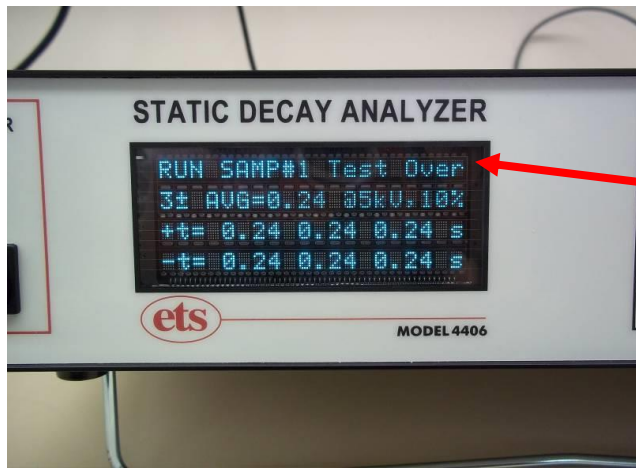 R
STATIC DECAY ANALYZER
RUN SAMP#1 Test Over
3± AVG=0.24 @5kV,10%
+t= 0.24 0.24 0.24 s
-t= 0.24 0.24 0.24 s
ets
MODEL 4406